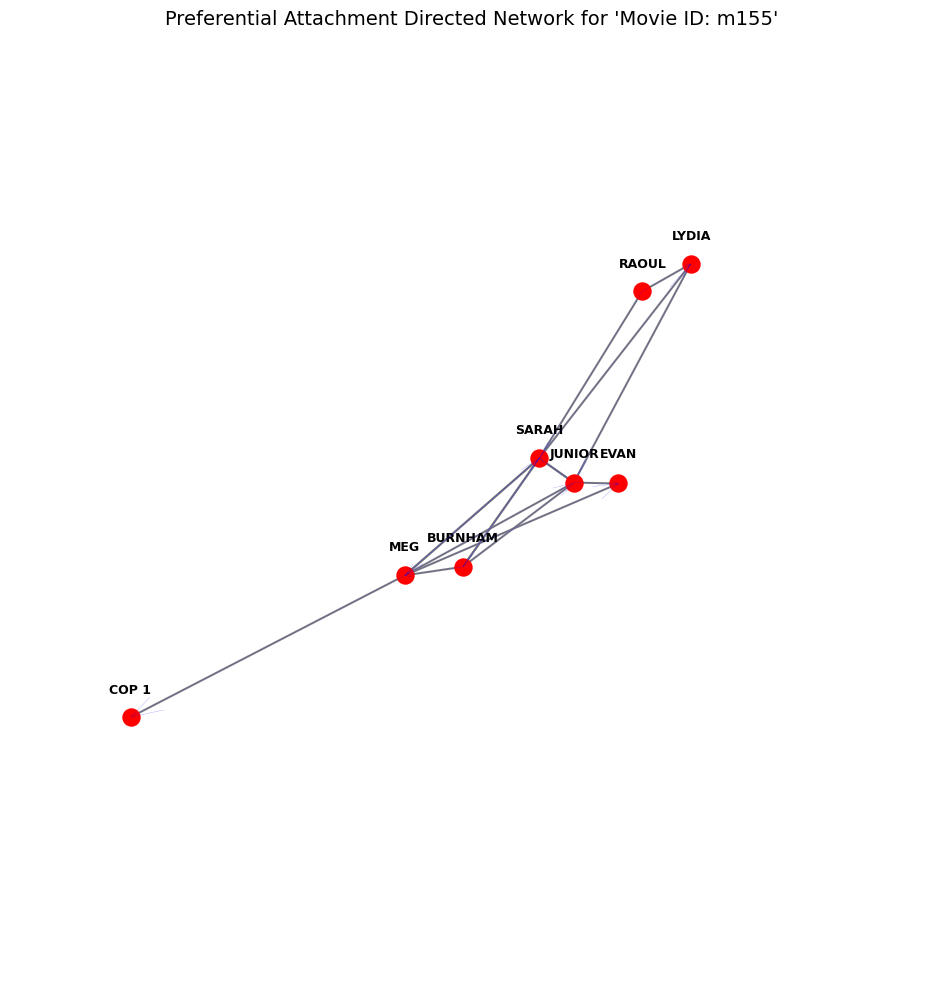 Preferential Attachment Directed Network for 'Movie ID: m155'
LYDIA
RAOUL
SARAH
JUNIOR
EVAN
BURNHAM
MEG
COP 1